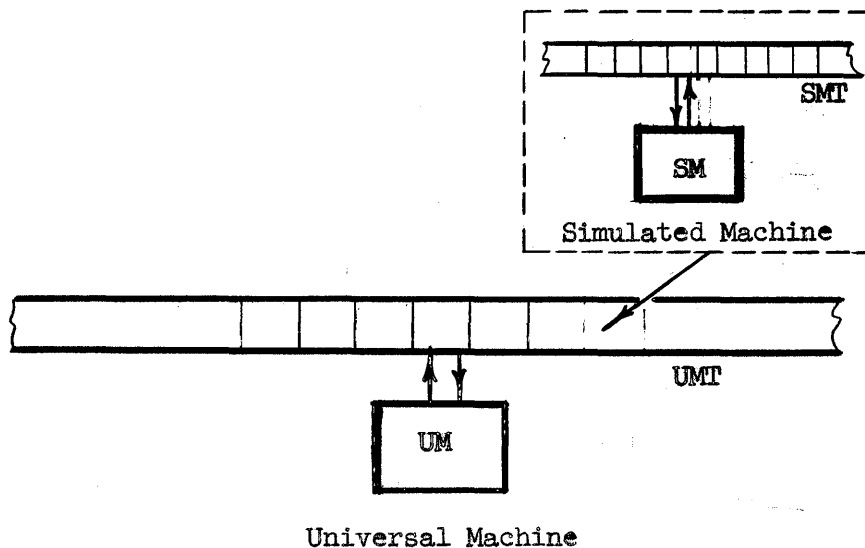 SMT
SM
Simulated Machine
UMT
UM
Universal Machine